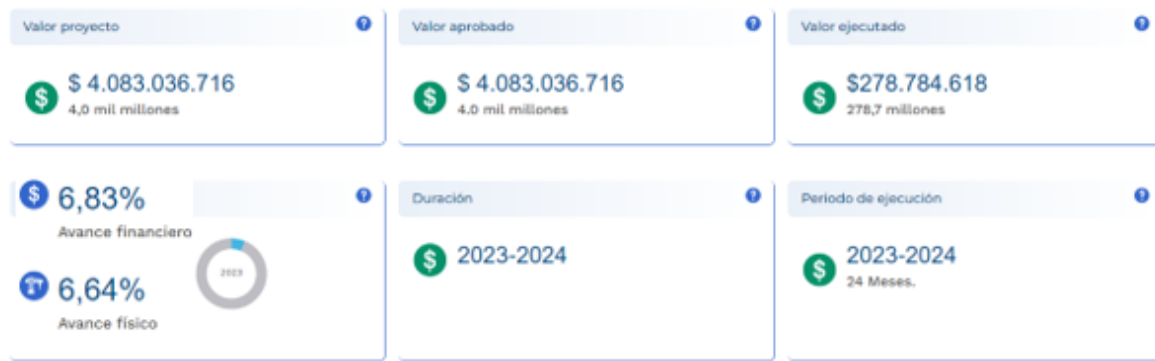 Valor proyecto
$ 4.083.036.716
4,0 mil millones
Valor aprobado
$ 4.083.036.716
4.0 mil millones
Valor ejecutado
$278.784.618
278,7 millones
6,83%
Avance financiero
2023
6,64%
Avance físico
Duración
2023-2024
Periodo de ejecución
2023-2024
24 Meses.